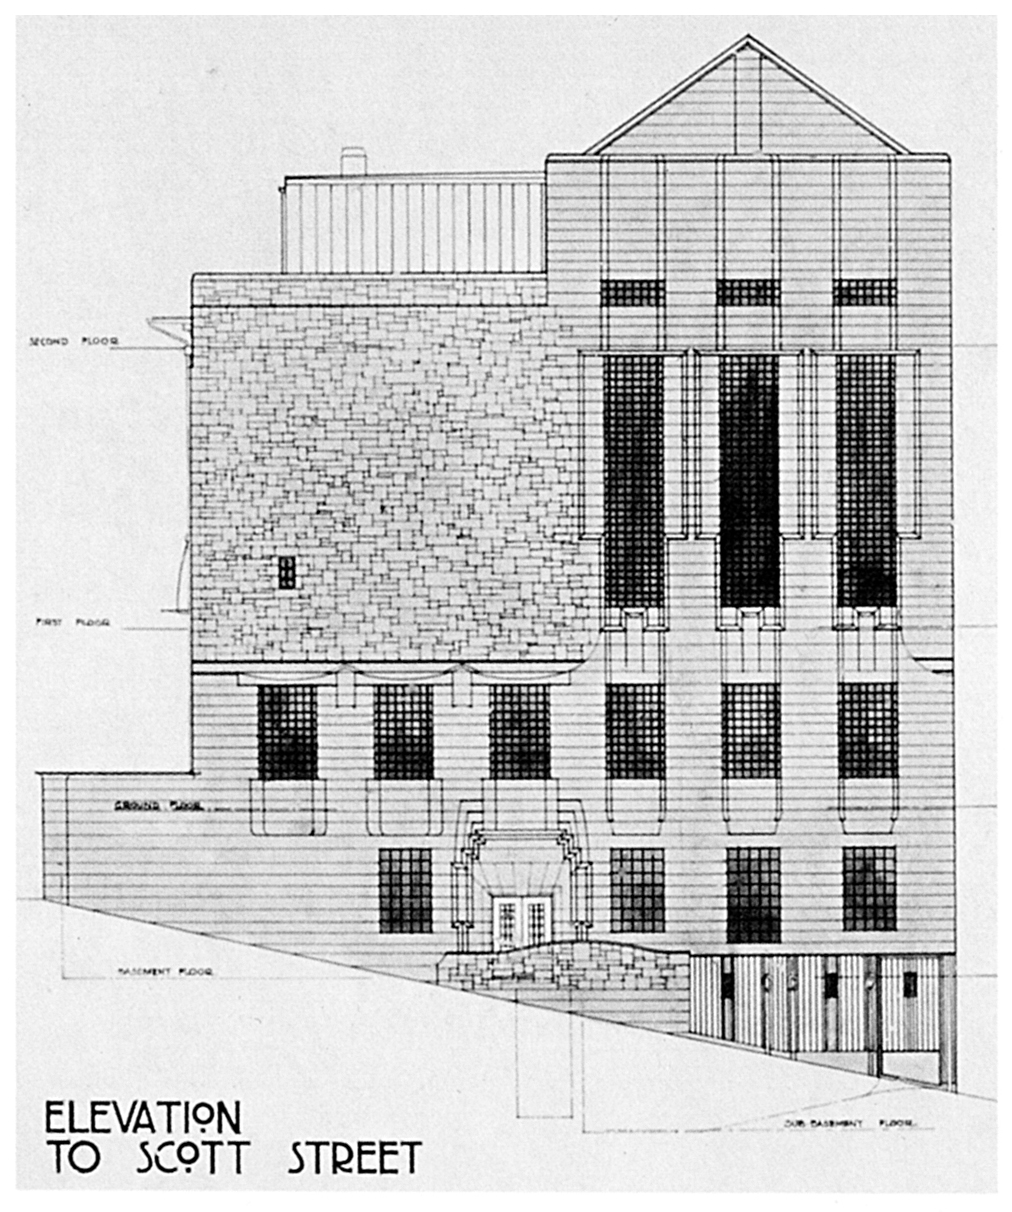 SECOND FLOOR
FIRST FLOOR
GROUND FLOOR
BASEMENT FLOOR
SUB-BASEMENT FLOOR
ELEVATION
TO SCOTT STREET